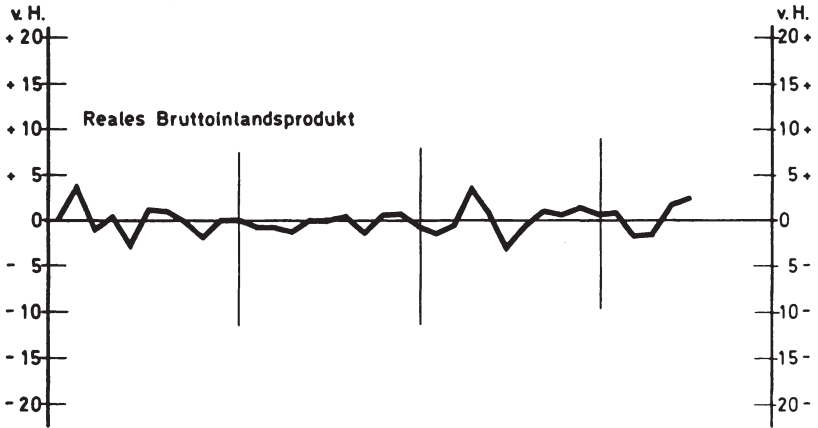 v. H. v. H.
+ 20 20 +
+ 15 15 +
+ 10 Reales Bruttoinlandsprodukt 10 +
+ 5 5 +
0 0
- 5 5 -
- 10 10 -
- 15 15 -
- 20 20 -